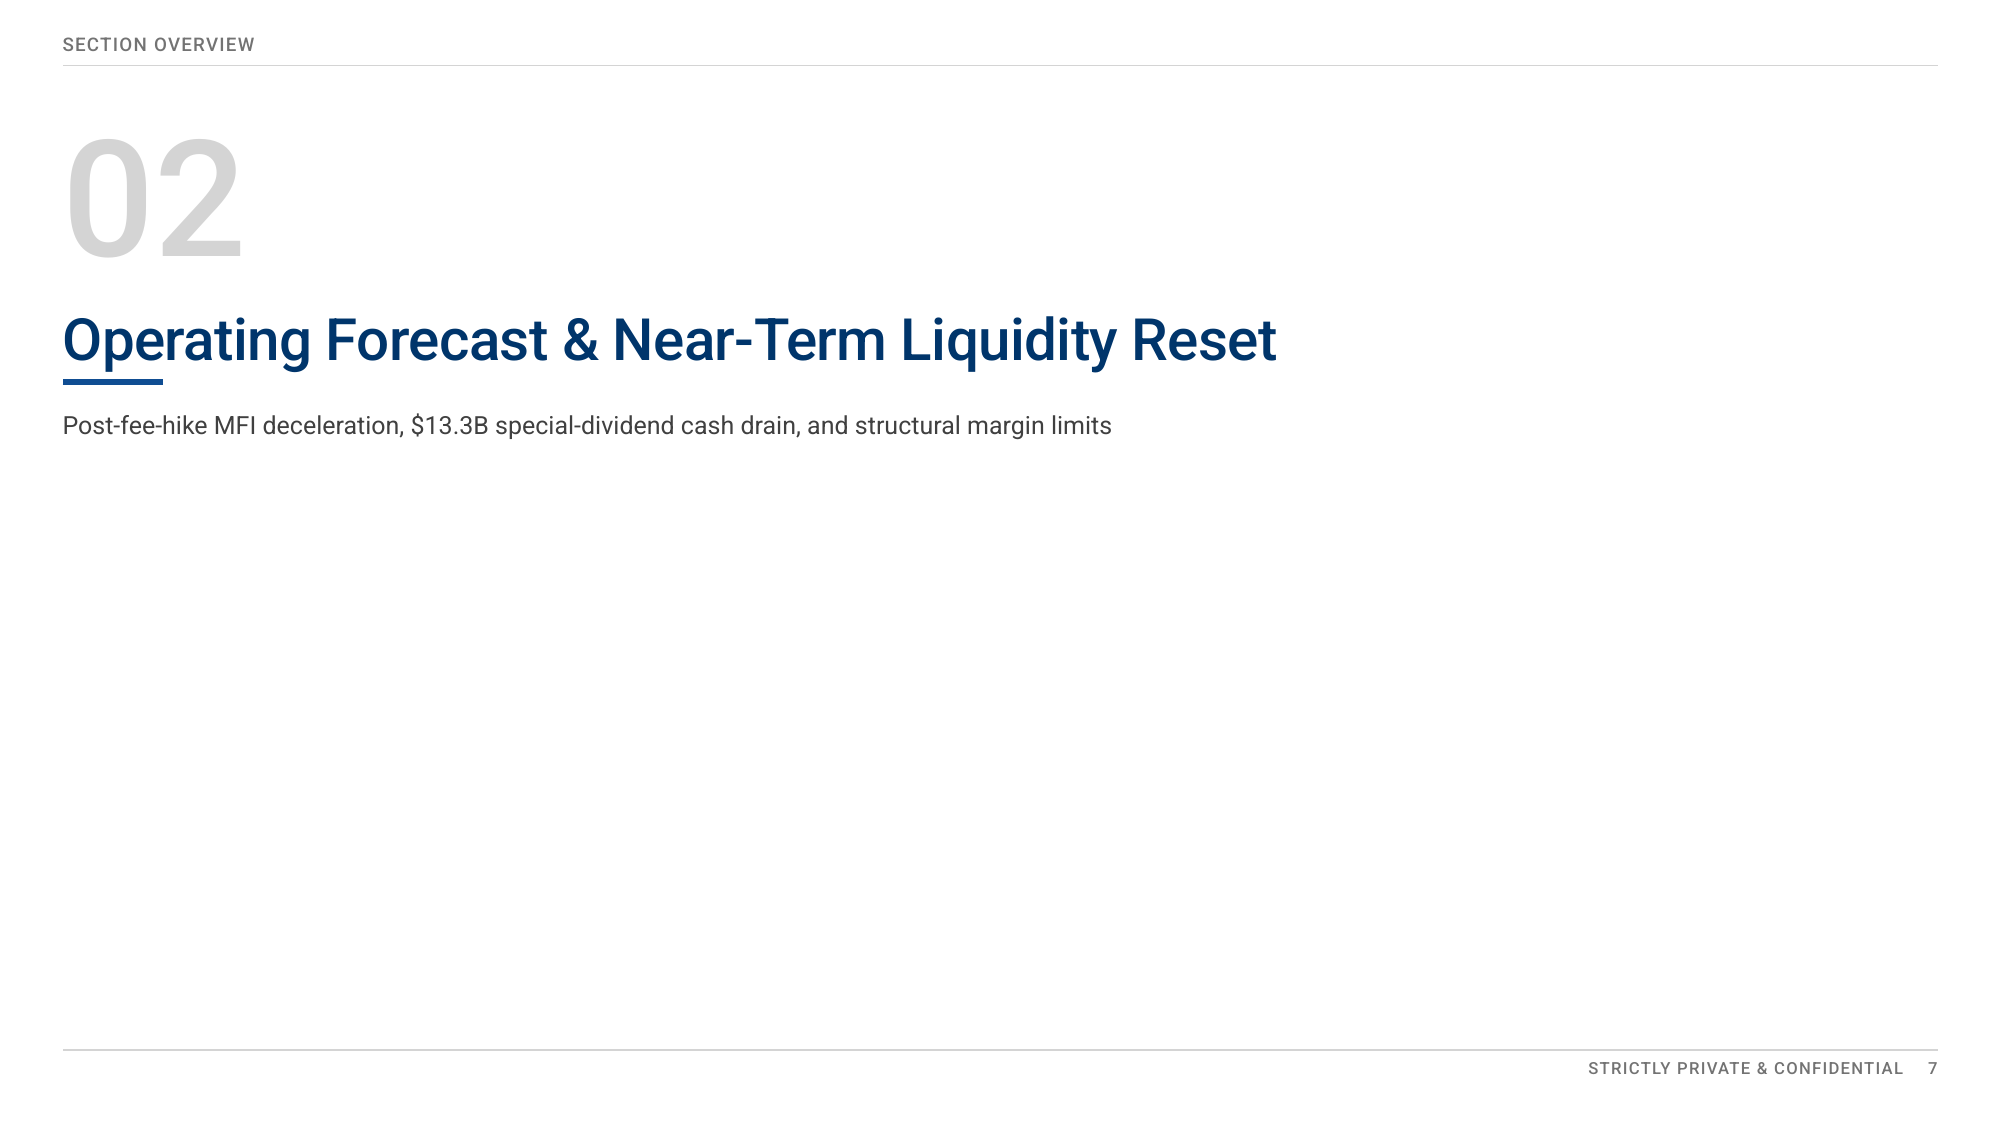 SECTION OVERVIEW
02
Operating Forecast & Near-Term Liquidity Reset
Post-fee-hike MFI deceleration, $13.3B special-dividend cash drain, and structural margin limits
STRICTLY PRIVATE & CONFIDENTIAL 7